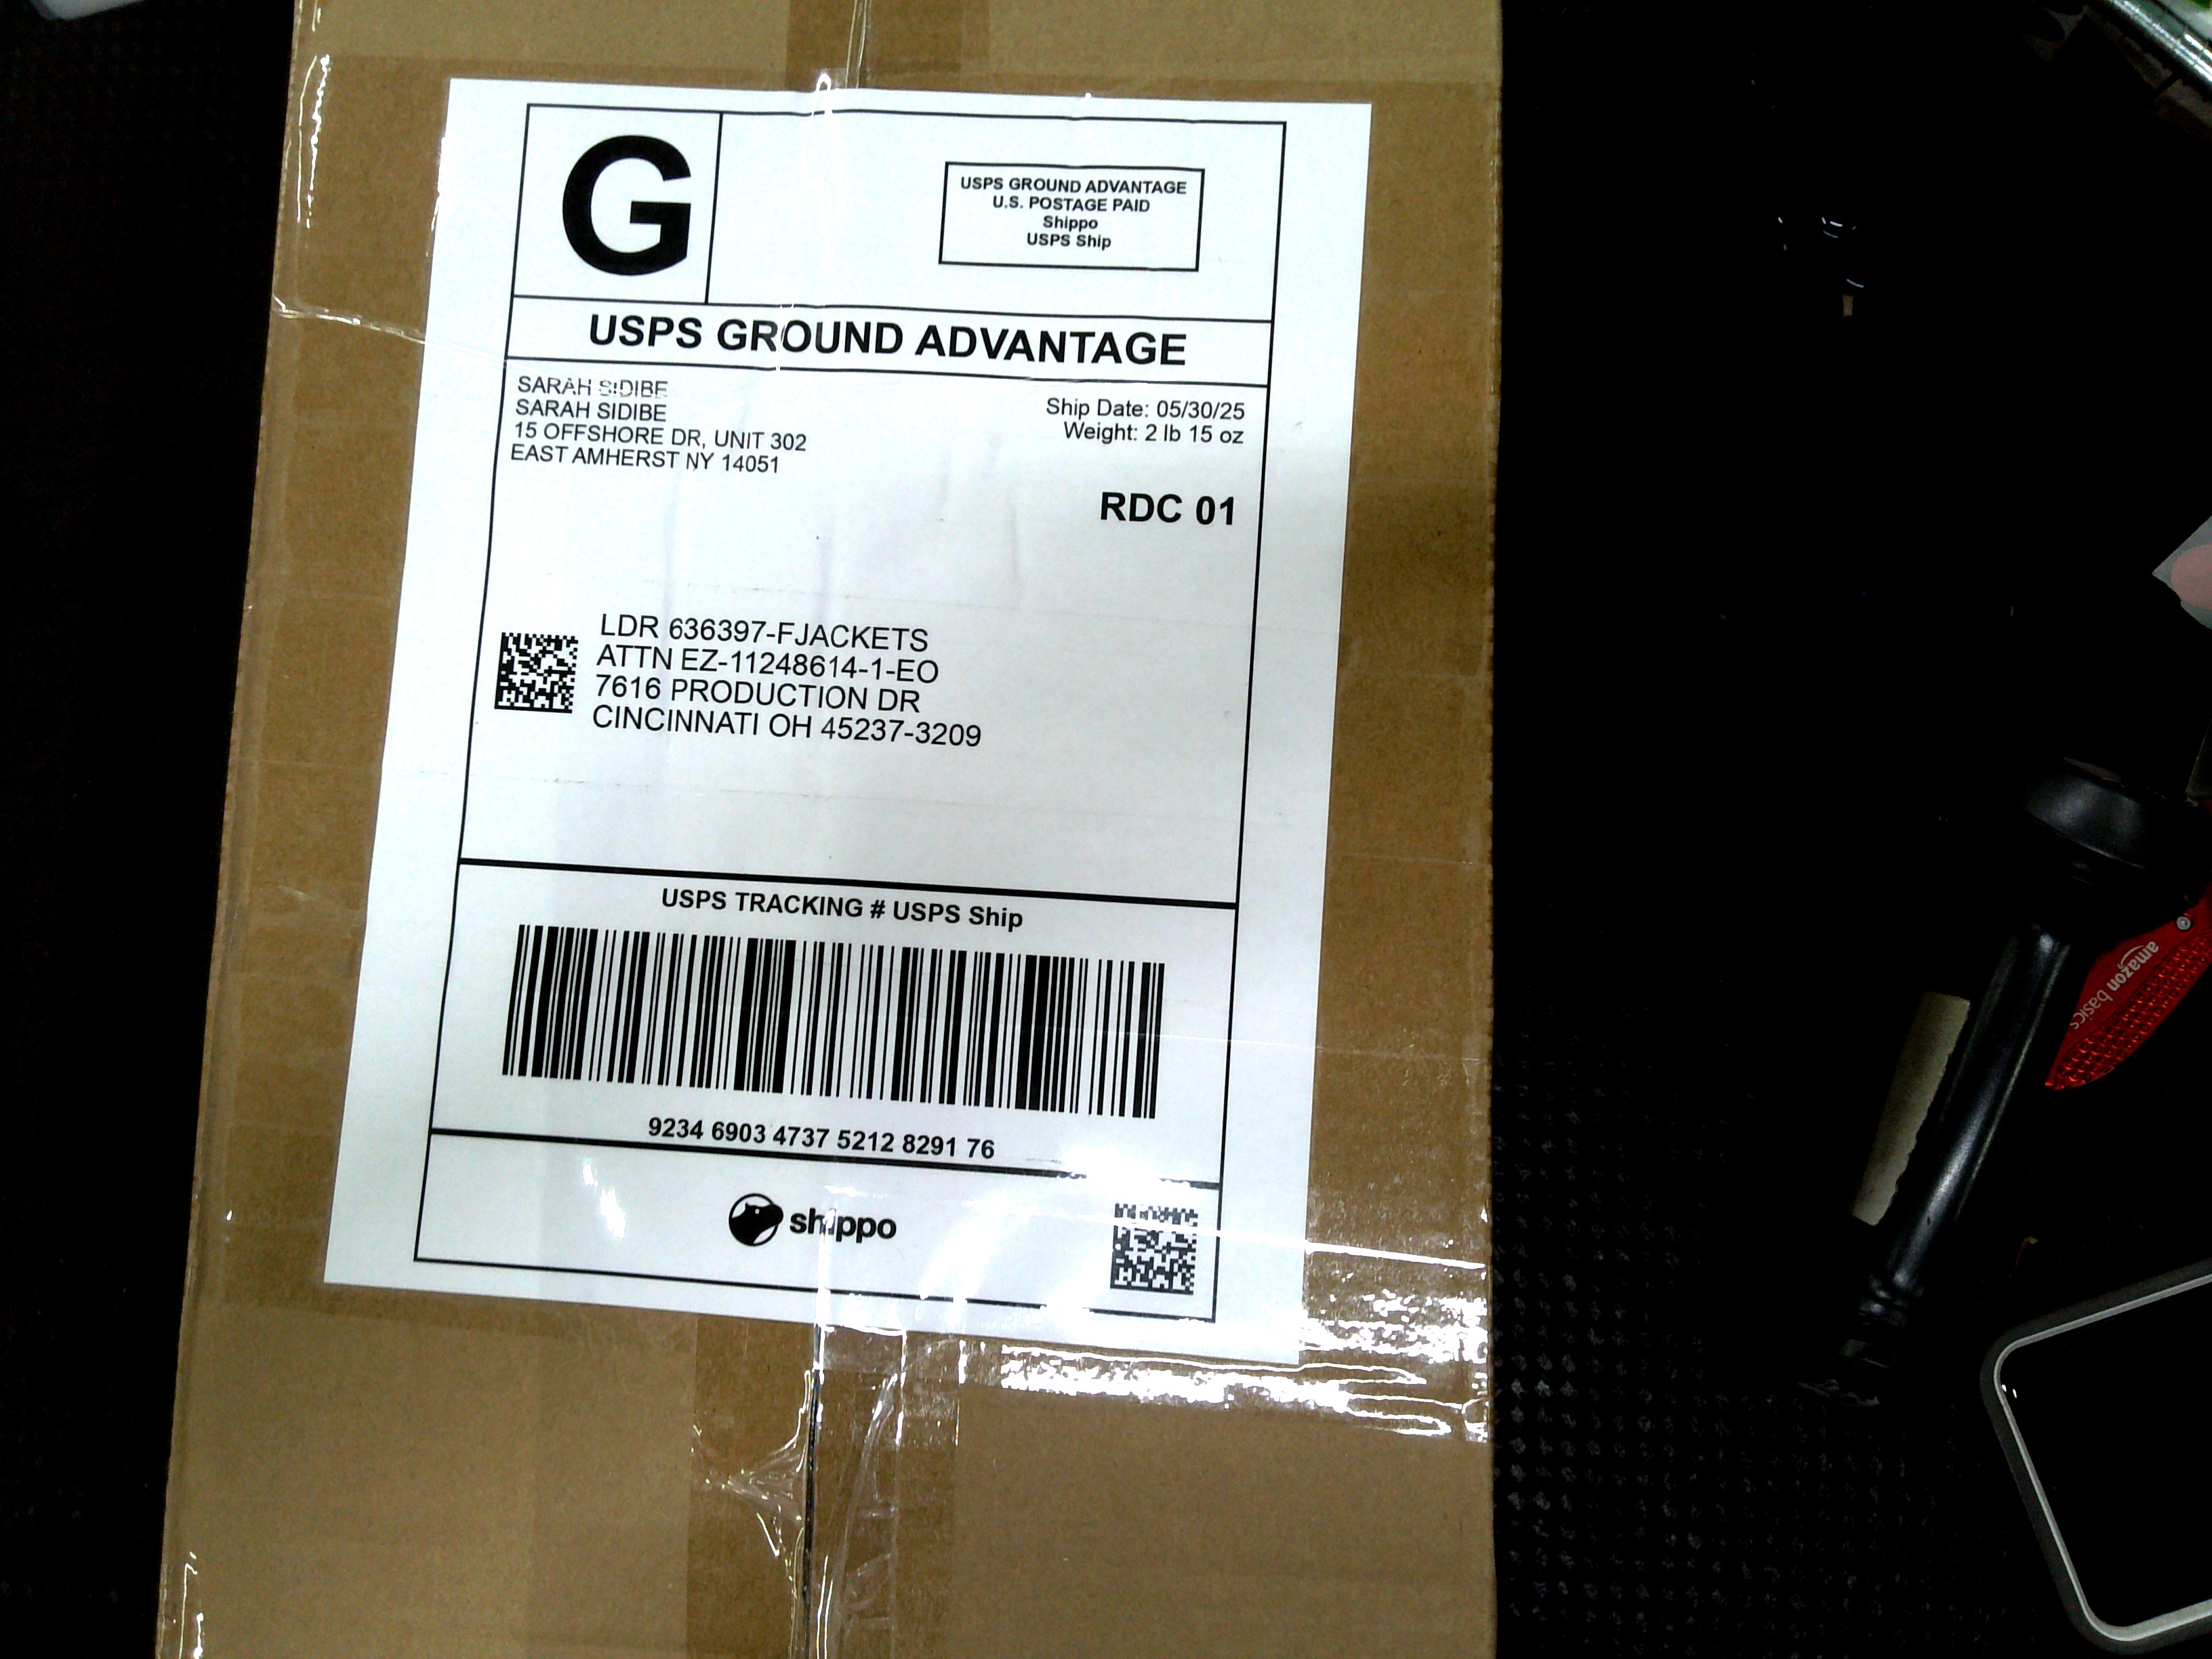 G
USPS GROUND ADVANTAGE
U.S. POSTAGE PAID
Shippo
USPS Ship
USPS GROUND ADVANTAGE
SARAH SIDIBE
SARAH SIDIBE
15 OFFSHORE DR, UNIT 302
EAST AMHERST NY 14051
Ship Date: 05/30/25
Weight: 2 lb 15 oz
RDC 01
LDR 636397-FJACKETS
ATTN EZ-11248614-1-EO
7616 PRODUCTION DR
CINCINNATI OH 45237-3209
USPS TRACKING # USPS Ship
9234 6903 4737 5212 8291 76
shippo
amazon basics